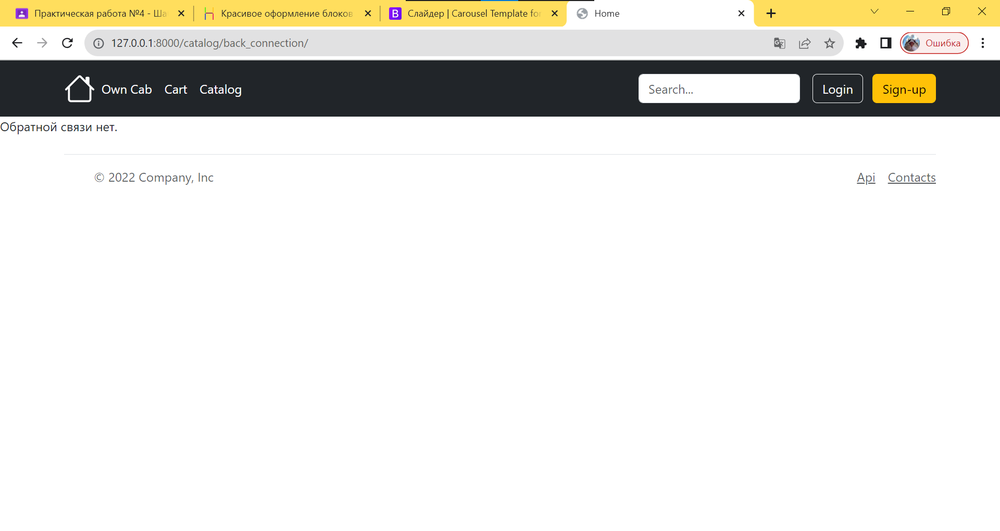 Практическая работа №4 - Ша
Красивое оформление блоков
Слайдер | Carousel Template for
Home
127.0.0.1:8000/catalog/back_connection/
Ошибка
Own Cab Cart Catalog
Search...
Login
Sign-up
Обратной связи нет.
© 2022 Company, Inc
Api Contacts